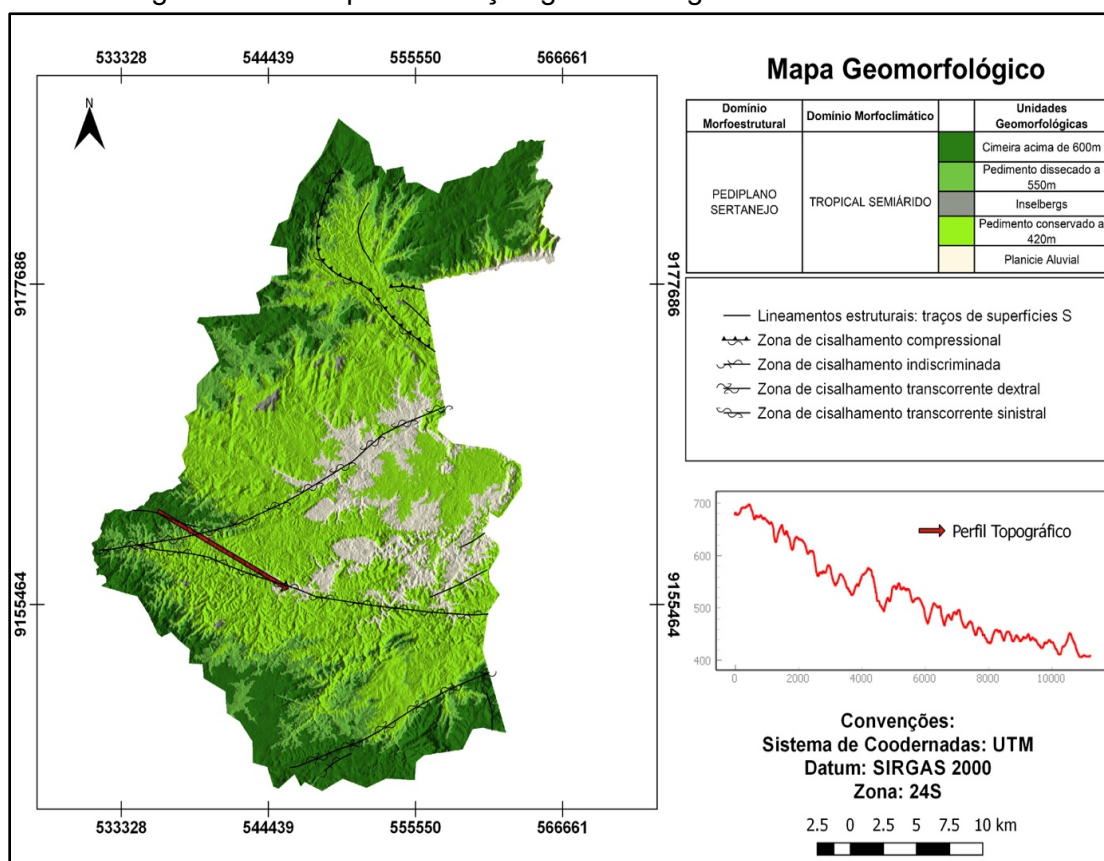 533328 544439 555550 566661
N
9177686
9155464
9177686
9155464
533328 544439 555550 566661
Mapa Geomorfológico
Domínio Morfoestrutural
Domínio Morfoclimático
Unidades Geomorfológicas
PEDIPLANO SERTANEJO
TROPICAL SEMIÁRIDO
Cimeira acima de 600m
Pedimento dissecado a 550m
Inselbergs
Pedimento conservado a 420m
Planicie Aluvial
Lineamentos estruturais: traços de superfícies S
Zona de cisalhamento compressional
Zona de cisalhamento indiscriminada
Zona de cisalhamento transcorrente dextral
Zona de cisalhamento transcorrente sinistral
700
600
500
400
0 2000 4000 6000 8000 10000
Perfil Topográfico
Convenções:
Sistema de Coodernadas: UTM
Datum: SIRGAS 2000
Zona: 24S
2.5 0 2.5 5 7.5 10 km